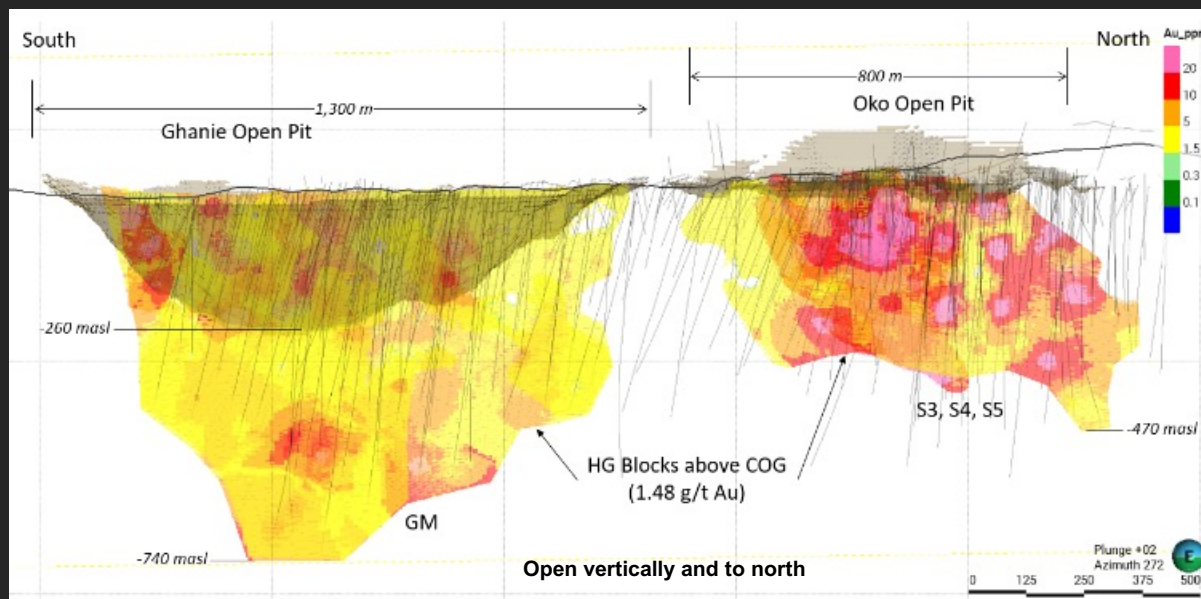 South
North
Au_ppm
20
10
5
1.5
0.3
0.1
1,300 m
800 m
Ghanie Open Pit
Oko Open Pit
-260 masl
S3, S4, S5
-470 masl
HG Blocks above COG
(1.48 g/t Au)
GM
-740 masl
Open vertically and to north
Plunge +02
Azimuth 272
E
0 125 250 375 500